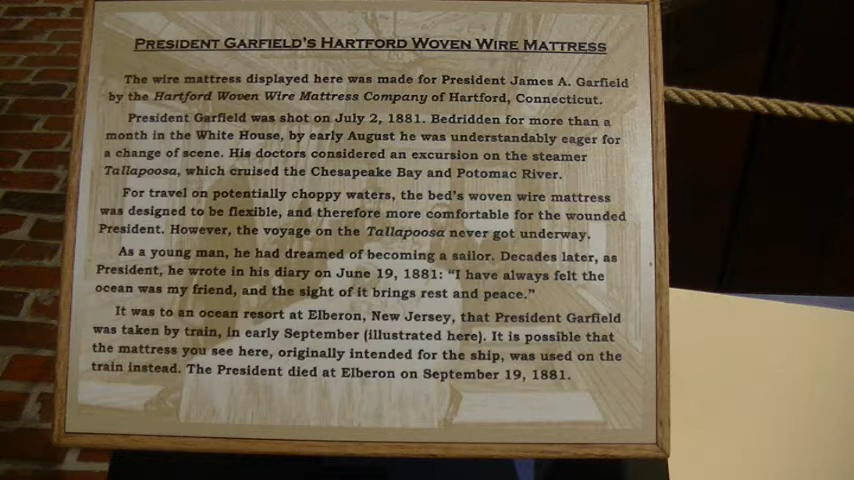 PRESIDENT GARFIELD'S HARTFORD WOVEN WIRE MATTRESS
The wire mattress displayed here was made for President James A. Garfield
by the Hartford Woven Wire Mattress Company of Hartford, Connecticut.
President Garfield was shot on July 2, 1881. Bedridden for more than a
month in the White House, by early August he was understandably eager for
a change of scene. His doctors considered an excursion on the steamer
Tallapoosa, which cruised the Chesapeake Bay and Potomac River.
For travel on potentially choppy waters, the bed's woven wire mattress
was designed to be flexible, and therefore more comfortable for the wounded
President. However, the voyage on the Tallapoosa never got underway.
As a young man, he had dreamed of becoming a sailor. Decades later, as
President, he wrote in his diary on June 19, 1881: "I have always felt the
ocean was my friend, and the sight of it brings rest and peace."
It was to an ocean resort at Elberon, New Jersey, that President Garfield
was taken by train, in early September (illustrated here). It is possible that
the mattress you see here, originally intended for the ship, was used on the
train instead. The President died at Elberon on September 19, 1881.